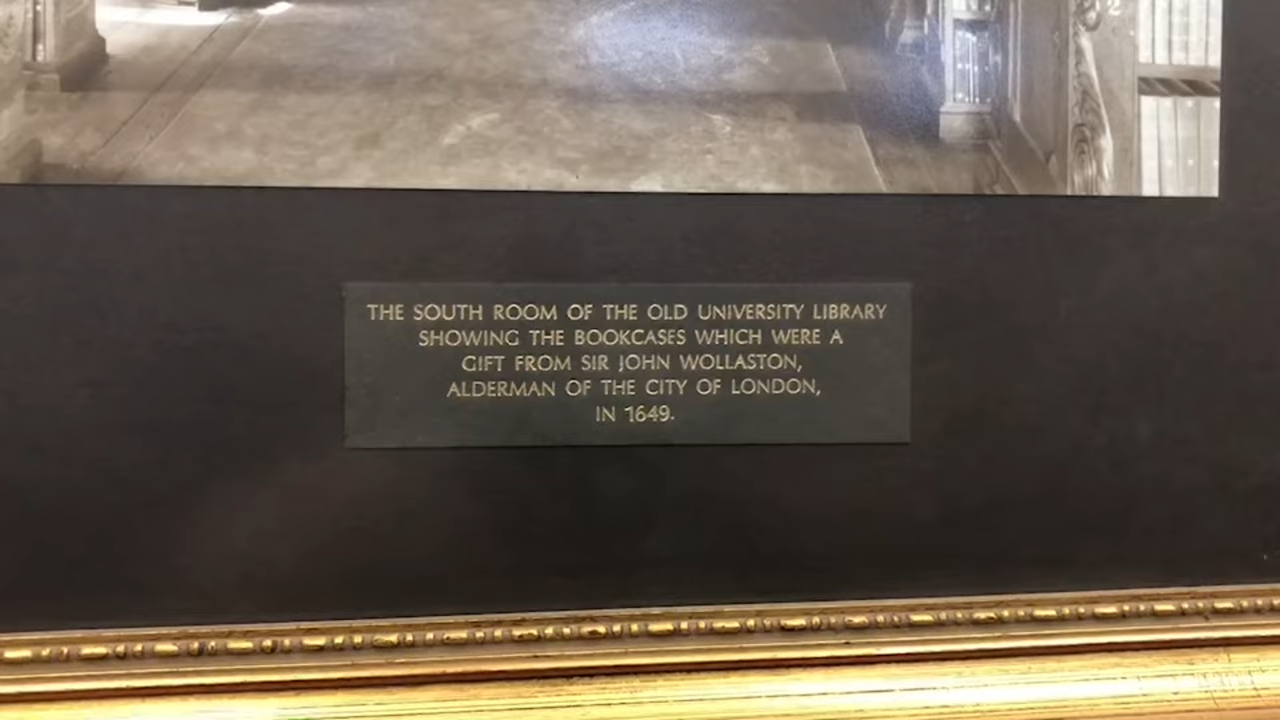 THE SOUTH ROOM OF THE OLD UNIVERSITY LIBRARY
SHOWING THE BOOKCASES WHICH WERE A
GIFT FROM SIR JOHN WOLLASTON,
ALDERMAN OF THE CITY OF LONDON,
IN 1649.